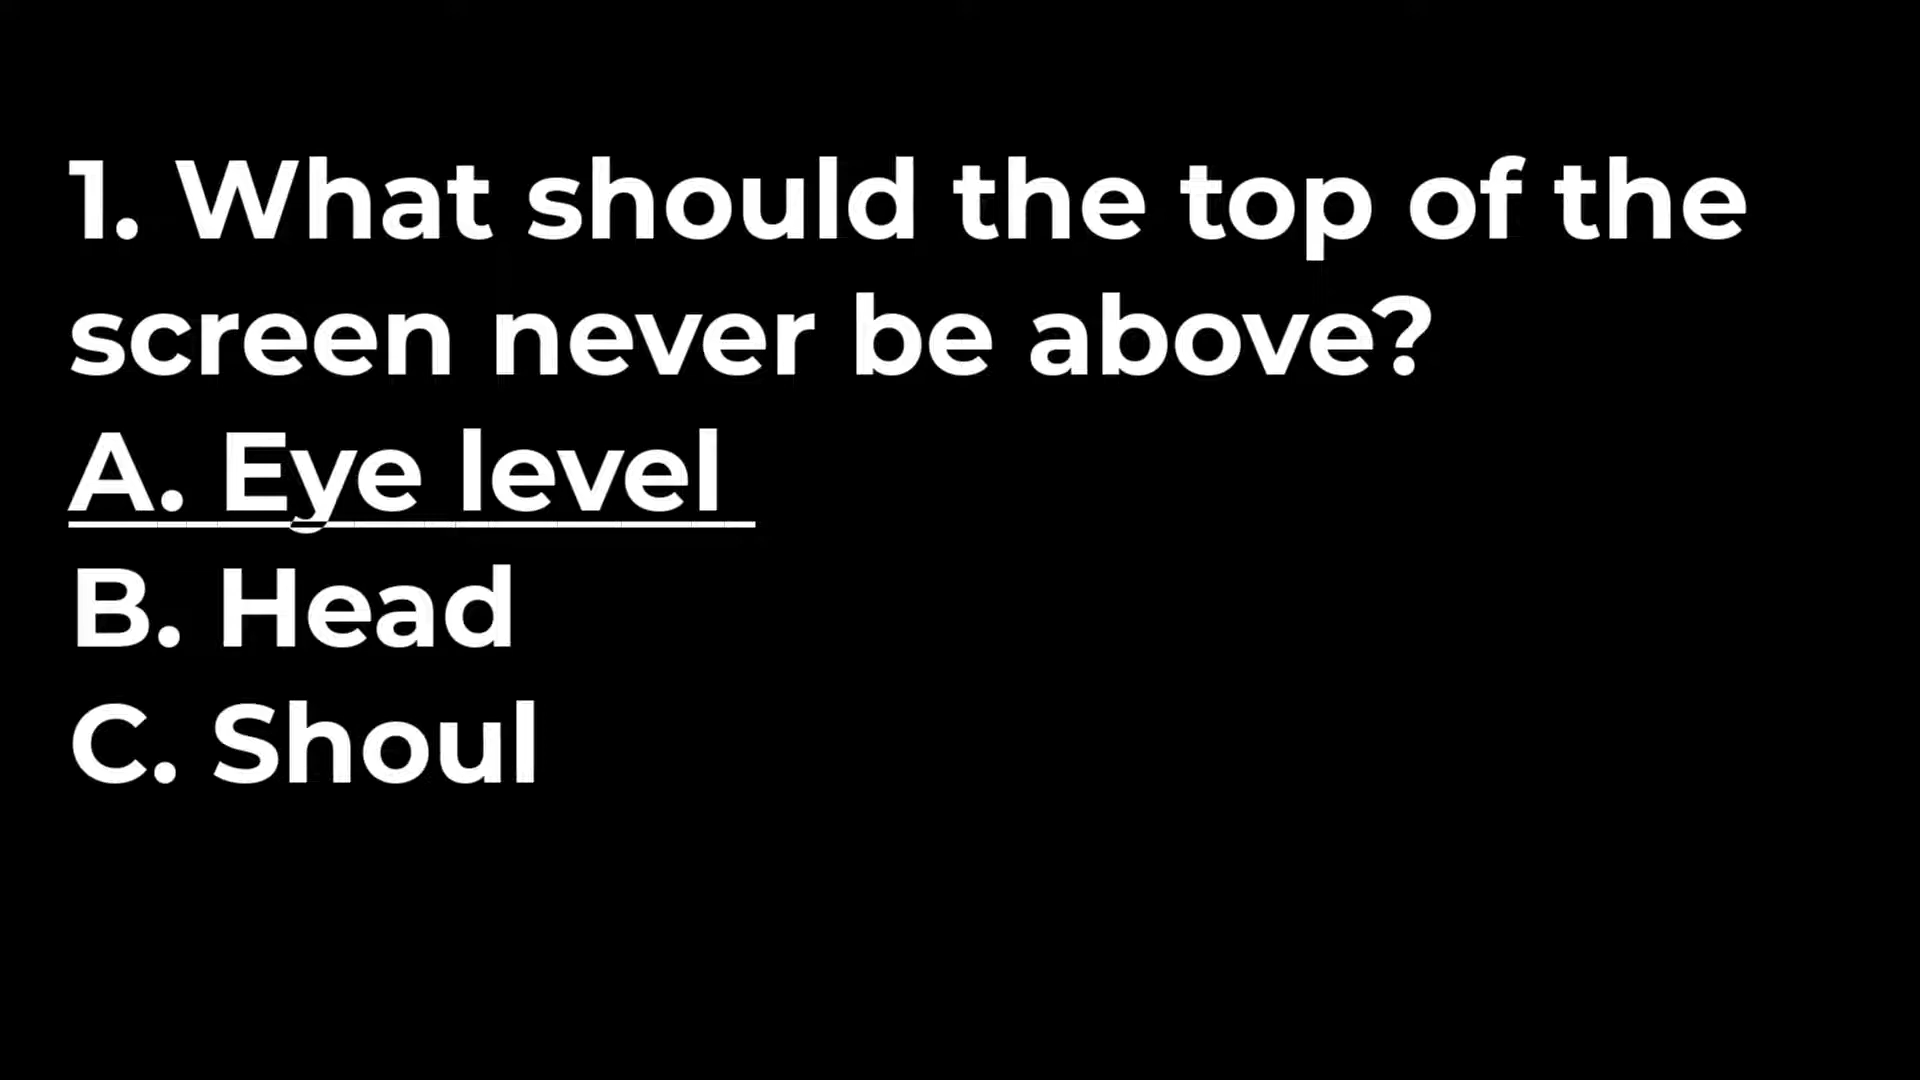 1. What should the top of the
screen never be above?
A. Eye level
B. Head
C. Shoul